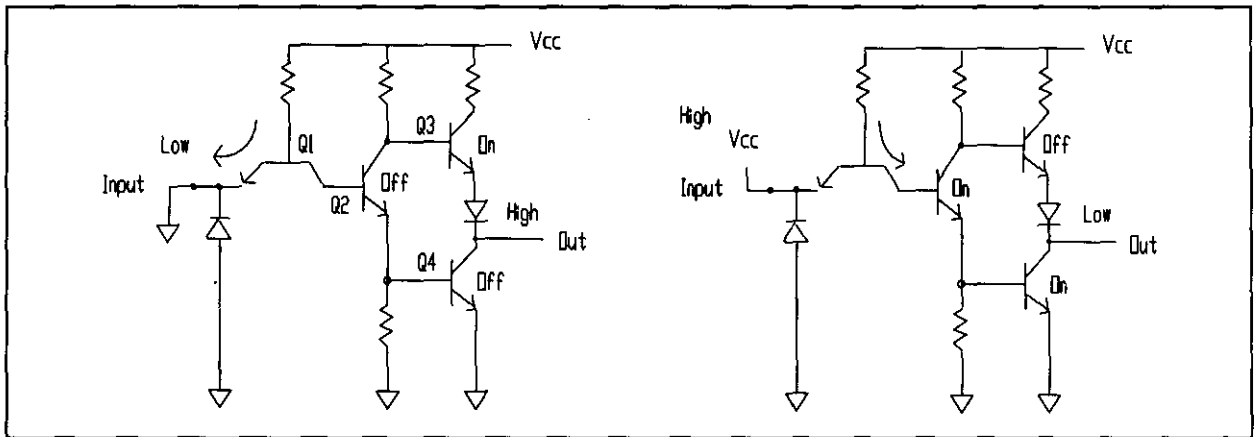 Vcc
Q3
On
Low
Q1
Off
Input
Q2
High
Out
Q4
Off
Vcc
High
Off
Vcc
Input
On
Low
Out
On